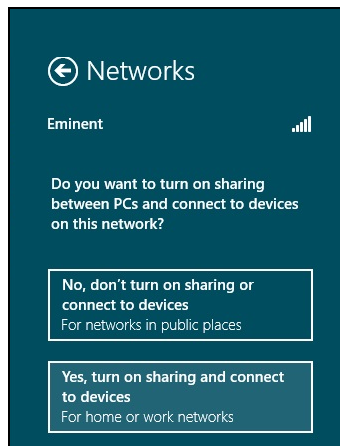 Networks
Eminent
Do you want to turn on sharing
between PCs and connect to devices
on this network?
No, don't turn on sharing or
connect to devices
For networks in public places
Yes, turn on sharing and connect
to devices
For home or work networks